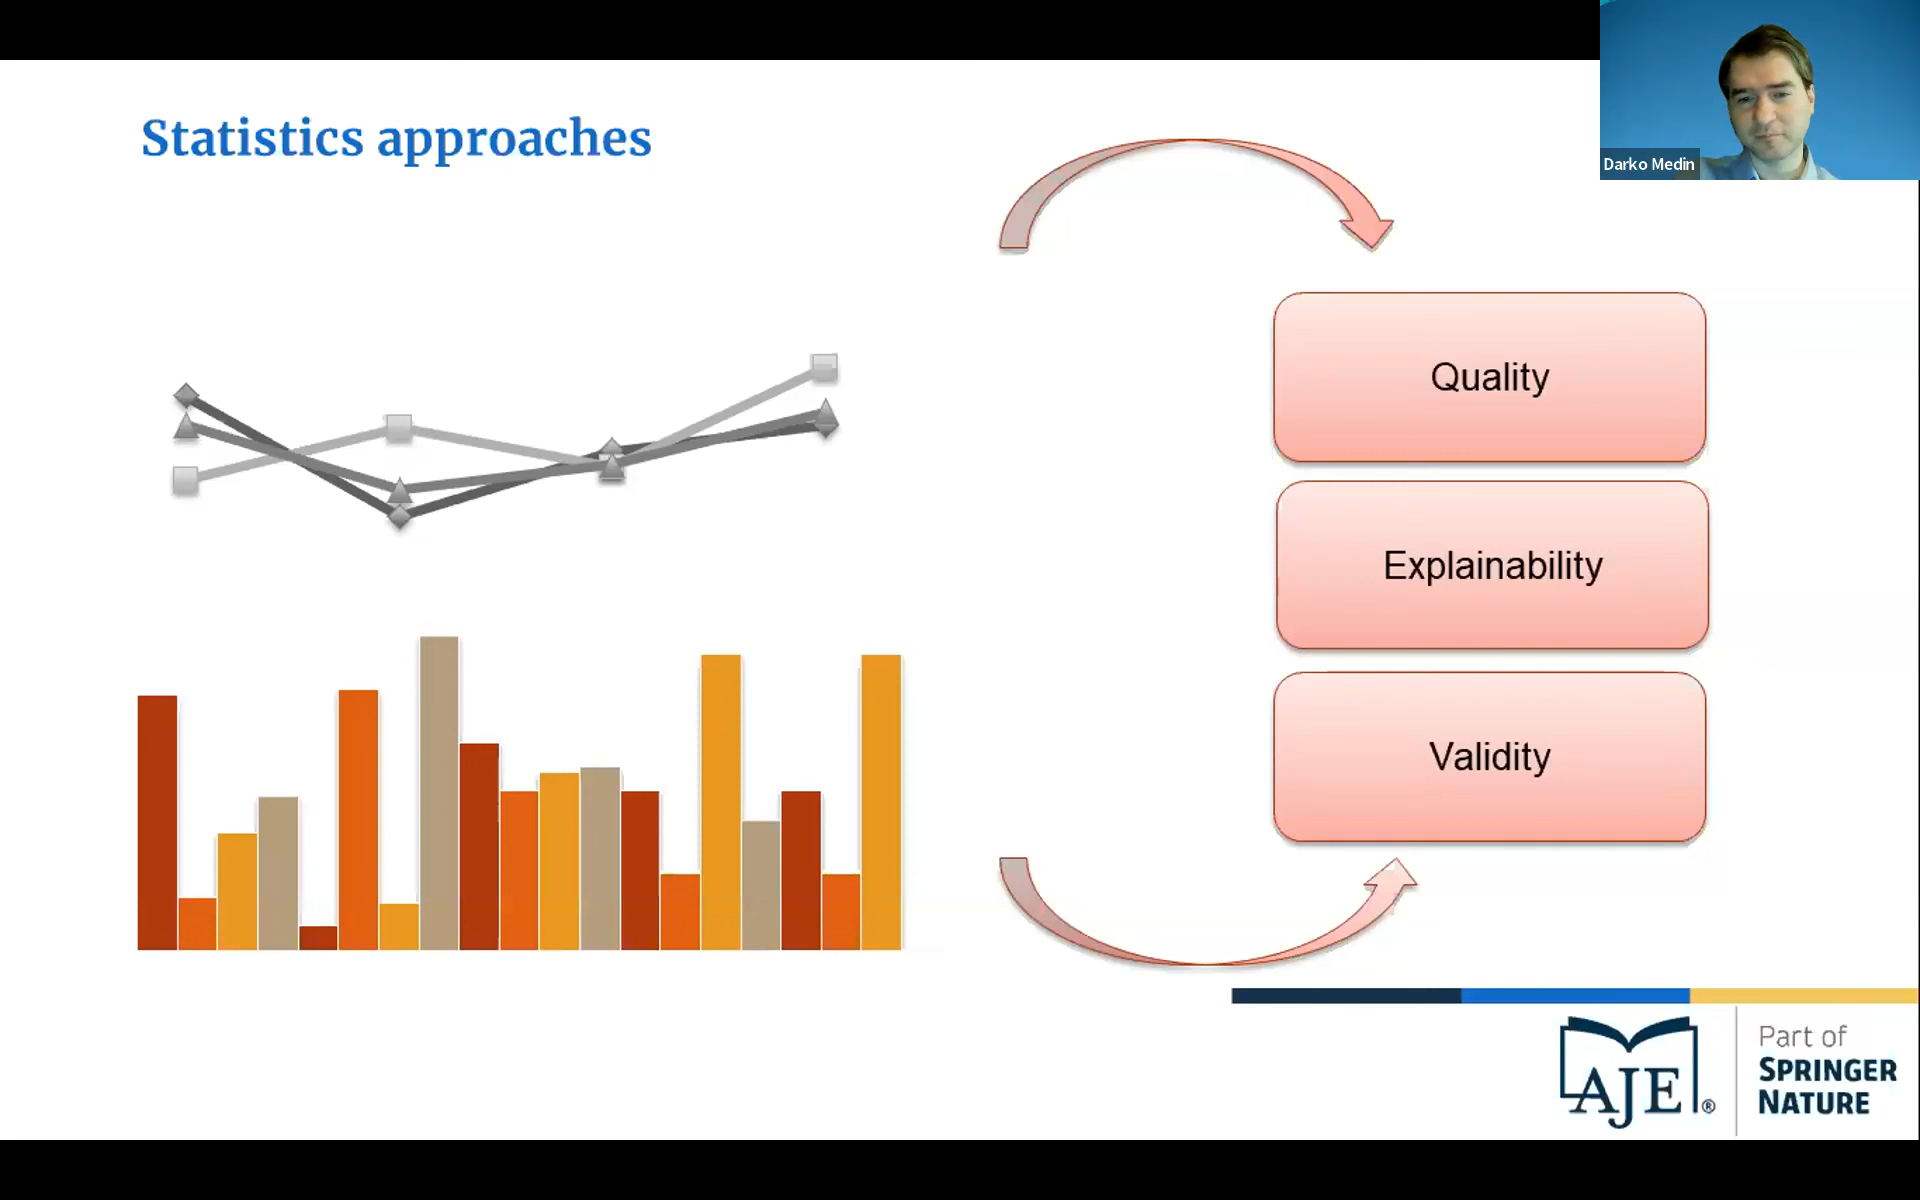 Statistics approaches
Darko Medin
Quality
Explainability
Validity
AJE®
Part of
SPRINGER
NATURE